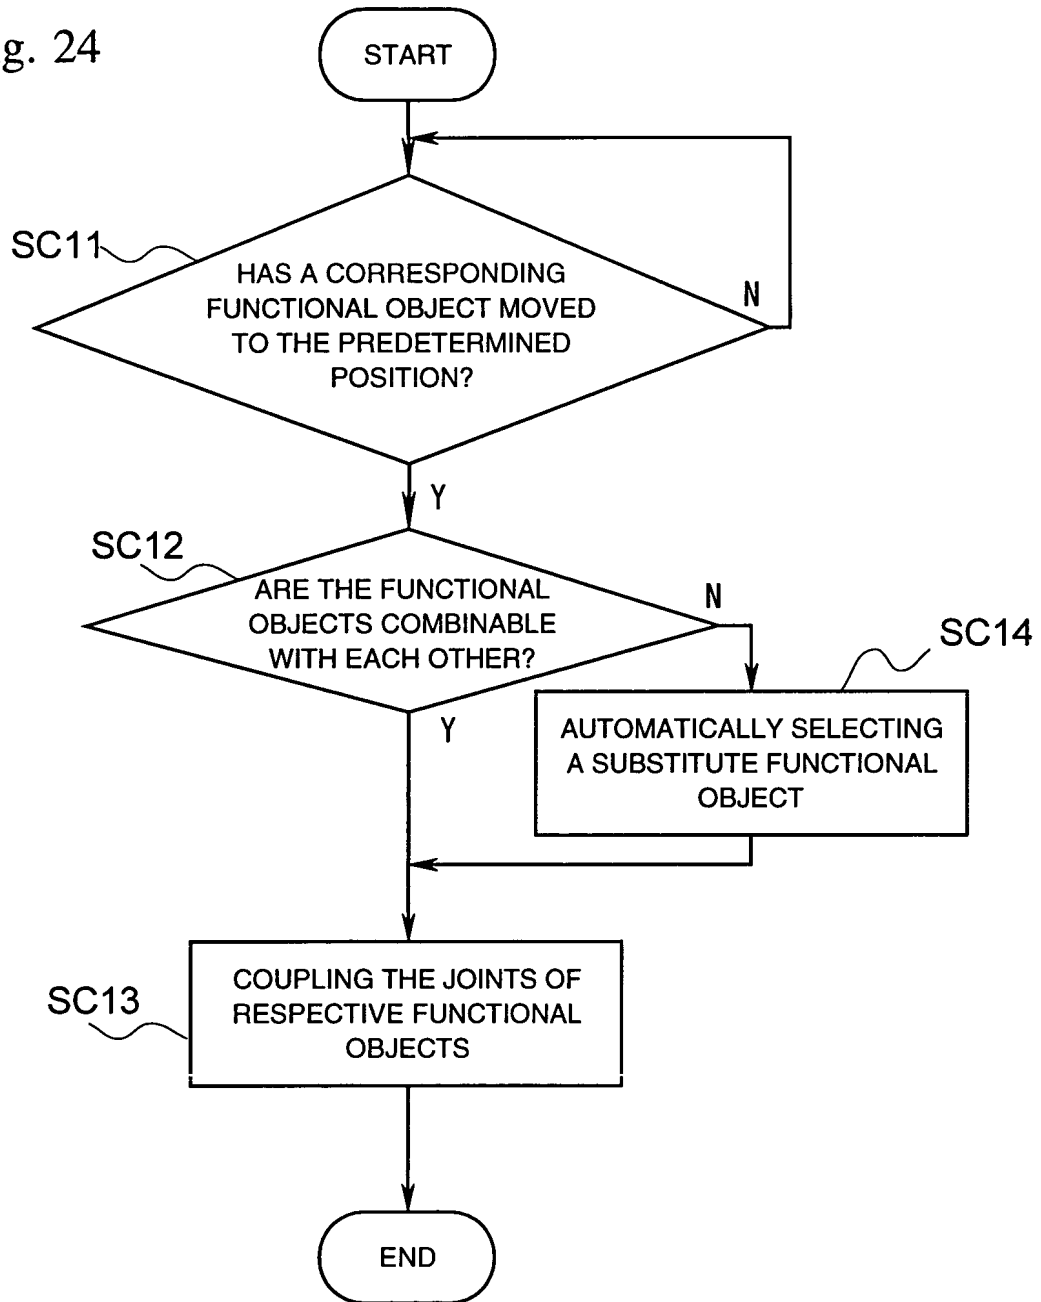 g. 24
START
SC11
HAS A CORRESPONDING
FUNCTIONAL OBJECT MOVED
TO THE PREDETERMINED
POSITION?
N
Y
SC12
ARE THE FUNCTIONAL
OBJECTS COMBINABLE
WITH EACH OTHER?
N
Y
SC14
AUTOMATICALLY SELECTING
A SUBSTITUTE FUNCTIONAL
OBJECT
SC13
COUPLING THE JOINTS OF
RESPECTIVE FUNCTIONAL
OBJECTS
END